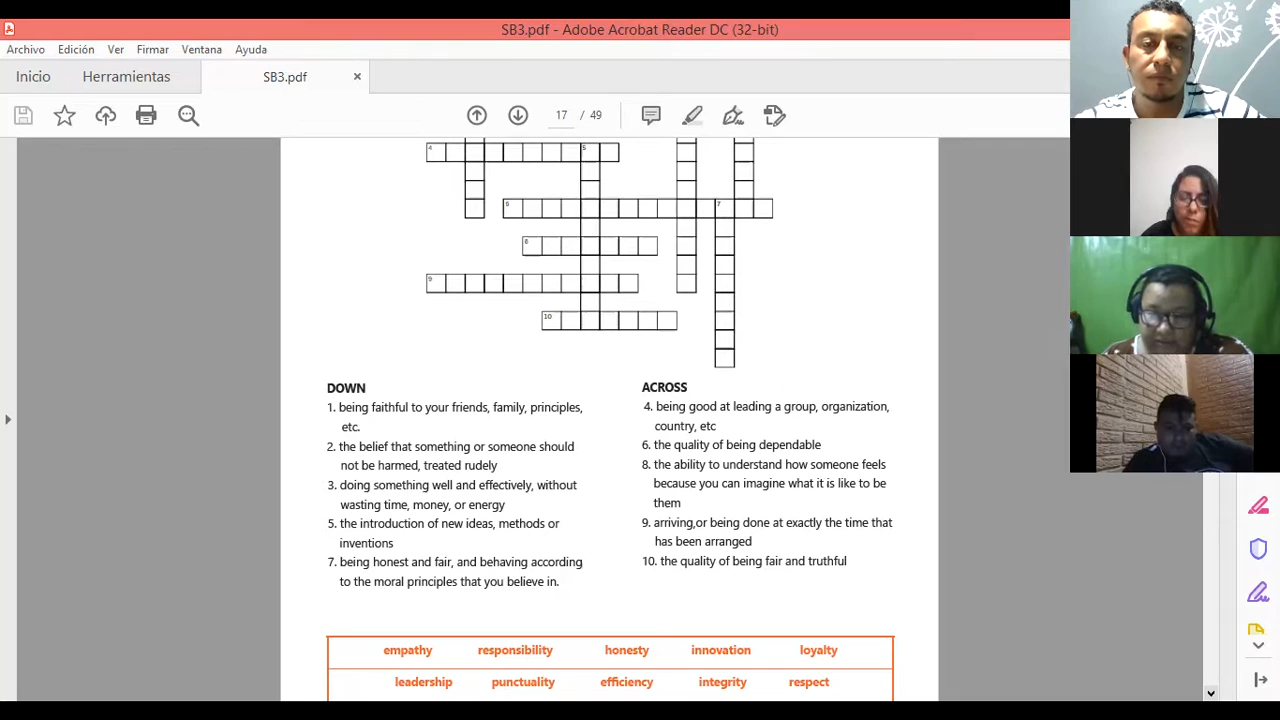 SB3.pdf - Adobe Acrobat Reader DC (32-bit)
Archivo Edición Ver Firmar Ventana Ayuda
Inicio Herramientas SB3.pdf ×
17 / 49
4 5
6 7
8
9
10
DOWN
1. being faithful to your friends, family, principles,
etc.
2. the belief that something or someone should
not be harmed, treated rudely
3. doing something well and effectively, without
wasting time, money, or energy
5. the introduction of new ideas, methods or
inventions
7. being honest and fair, and behaving according
to the moral principles that you believe in.
ACROSS
4. being good at leading a group, organization,
country, etc
6. the quality of being dependable
8. the ability to understand how someone feels
because you can imagine what it is like to be
them
9. arriving,or being done at exactly the time that
has been arranged
10. the quality of being fair and truthful
empathy responsibility honesty innovation loyalty
leadership punctuality efficiency integrity respect